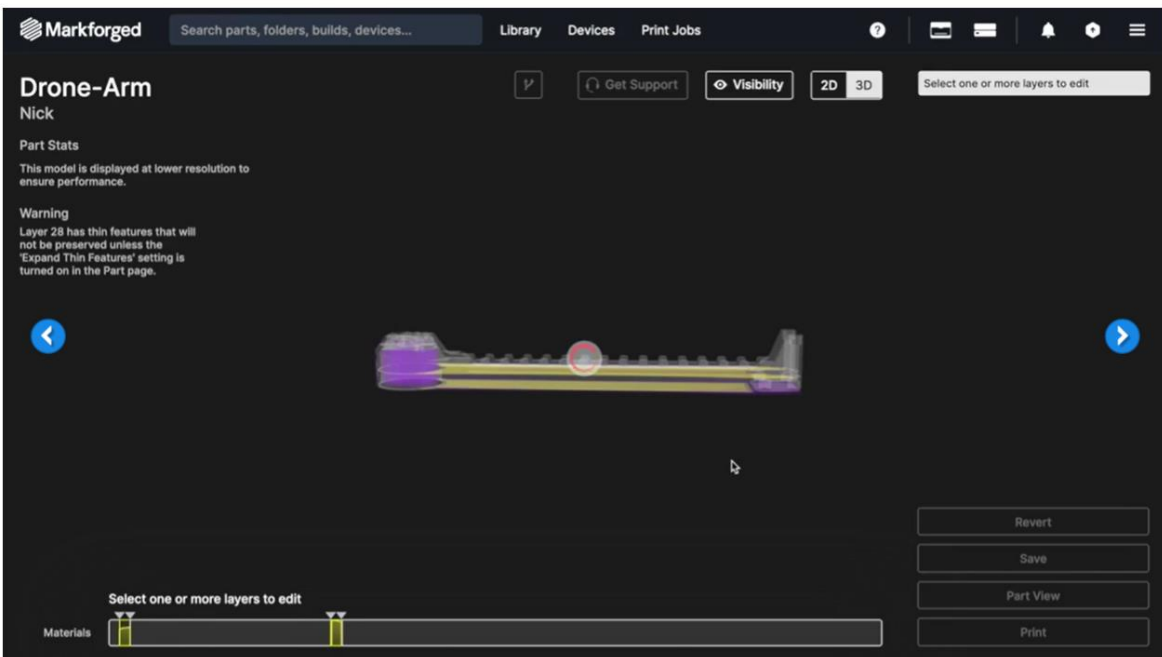 Markforged
Search parts, folders, builds, devices...
Library
Devices
Print Jobs
Drone-Arm
Nick
Get Support
Visibility
2D
3D
Select one or more layers to edit
Part Stats
This model is displayed at lower resolution to
ensure performance.
Warning
Layer 28 has thin features that will
not be preserved unless the
'Expand Thin Features' setting is
turned on in the Part page.
Revert
Save
Part View
Print
Select one or more layers to edit
Materials